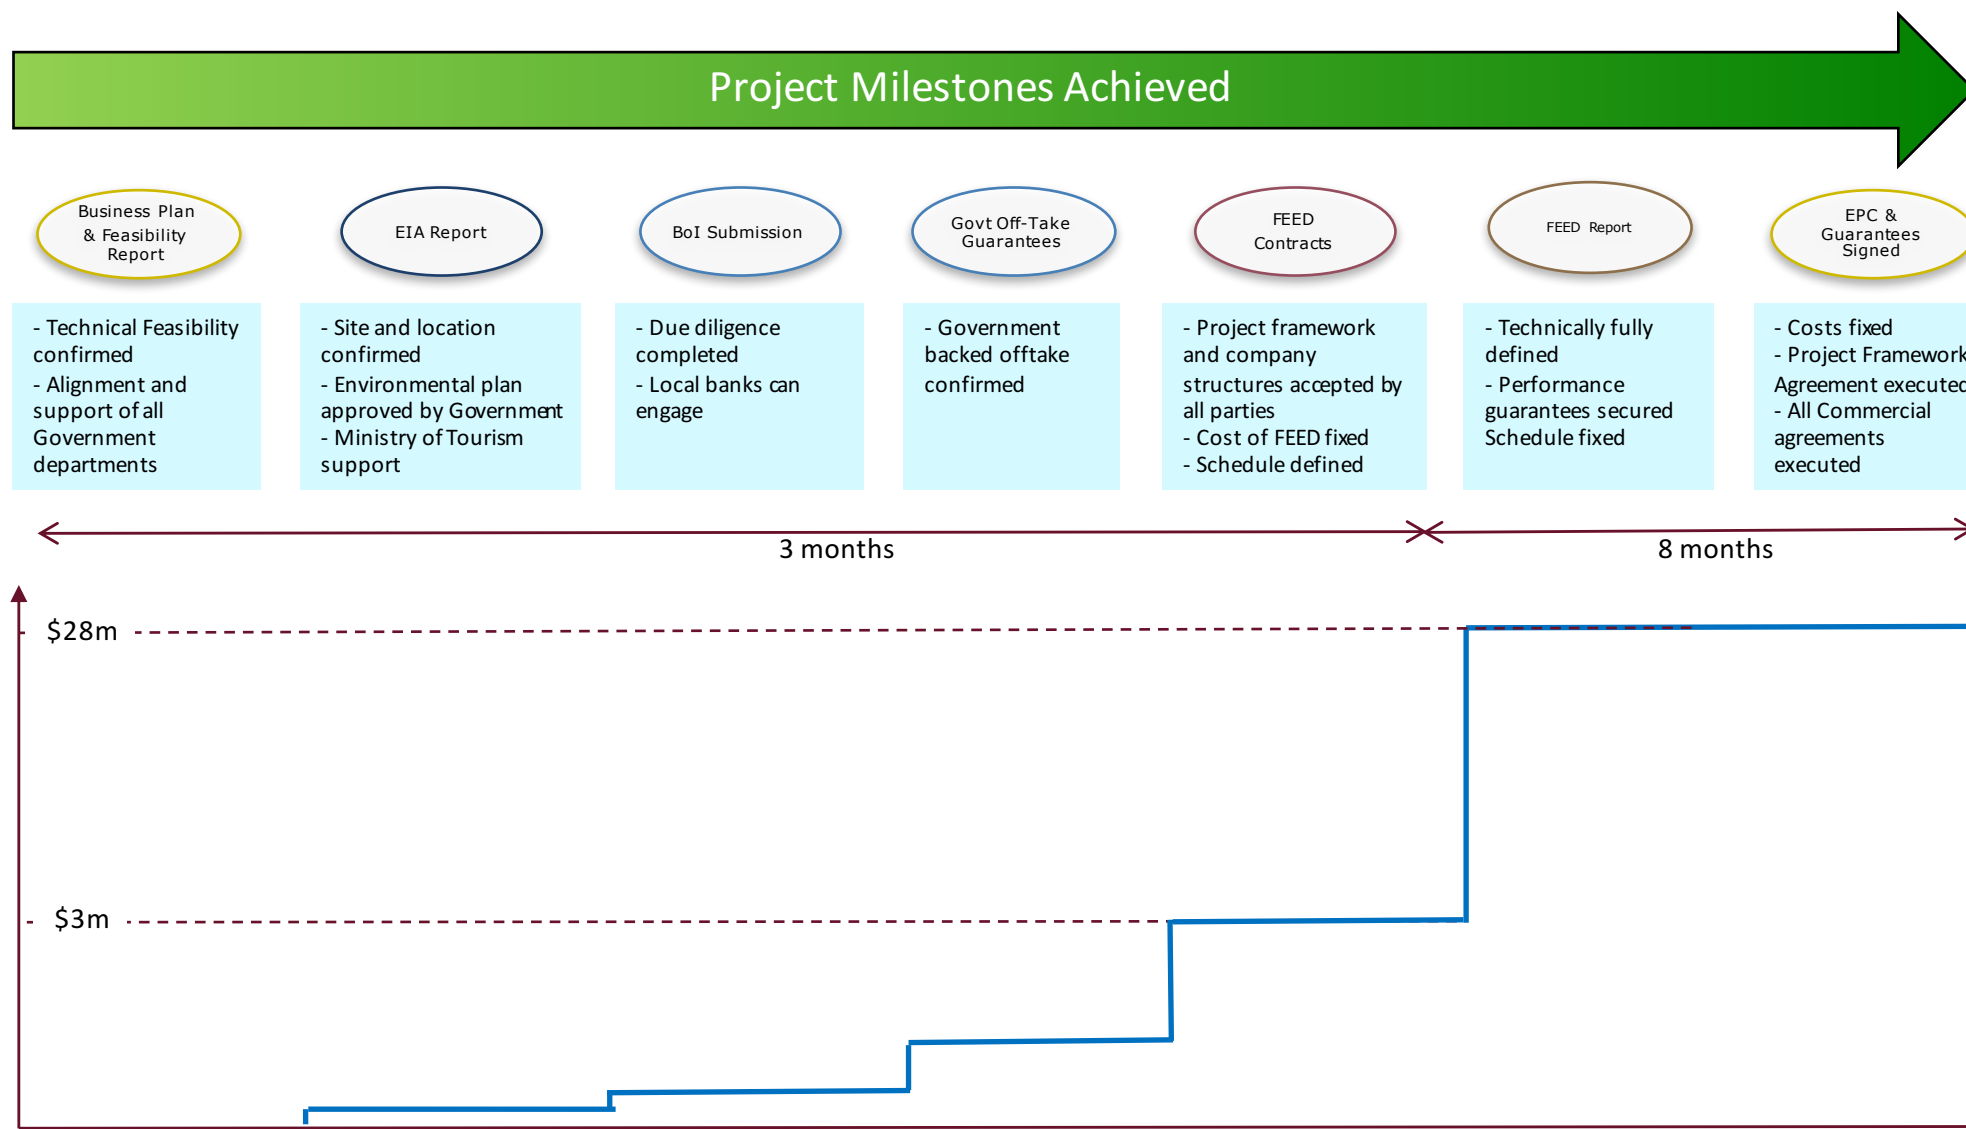 Project Milestones Achieved
Business Plan
& Feasibility
Report
EIA Report
BoI Submission
Govt Off-Take
Guarantees
FEED
Contracts
FEED Report
EPC &
Guarantees
Signed
- Technical Feasibility
confirmed
- Alignment and
support of all
Government
departments
- Site and location
confirmed
- Environmental plan
approved by Government
- Ministry of Tourism
support
- Due diligence
completed
- Local banks can
engage
- Government
backed offtake
confirmed
- Project framework
and company
structures accepted by
all parties
- Cost of FEED fixed
- Schedule defined
- Technically fully
defined
- Performance
guarantees secured
Schedule fixed
- Costs fixed
- Project Framework
Agreement executed
- All Commercial
agreements
executed
3 months
8 months
$28m
$3m